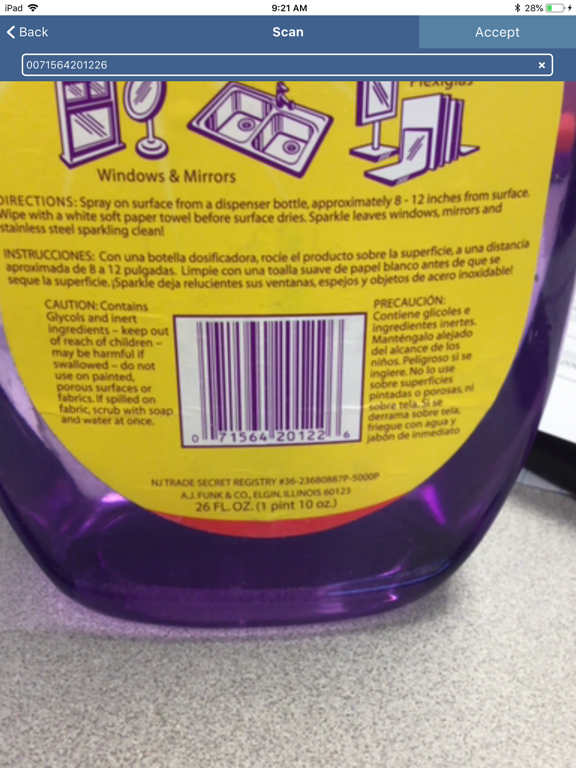 iPad 9:21 AM 28%
Back Scan Accept
0071564201226 ×
Plexiglas
Windows & Mirrors
DIRECTIONS: Spray on surface from a dispenser bottle, approximately 8 - 12 inches from surface.
Wipe with a white soft paper towel before surface dries. Sparkle leaves windows, mirrors and
stainless steel sparkling clean!
INSTRUCCIONES: Con una botella dosificadora, rocíe el producto sobre la superficie, a una distancia
aproximada de 8 a 12 pulgadas. Limpie con una toalla suave de papel blanco antes de que se
seque la superficie. ¡Sparkle deja relucientes sus ventanas, espejos y objetos de acero inoxidable!
CAUTION: Contains
Glycols and inert
ingredients – keep out
of reach of children –
may be harmful if
swallowed – do not
use on painted,
porous surfaces or
fabrics. If spilled on
fabric, scrub with soap
and water at once.
0 71564 20122 6
PRECAUCIÓN:
Contiene glicoles e
ingredientes inertes.
Manténgalo alejado
del alcance de los
niños. Peligroso si se
ingiere. No lo use
sobre superficies
pintadas o porosas, ni
sobre tela. Si se
derrama sobre tela,
friegue con agua y
jabón de inmediato
NJ TRADE SECRET REGISTRY #36-23680887P-5000P
A.J. FUNK & CO., ELGIN, ILLINOIS 60123
26 FL. OZ. (1 pint 10 oz.)